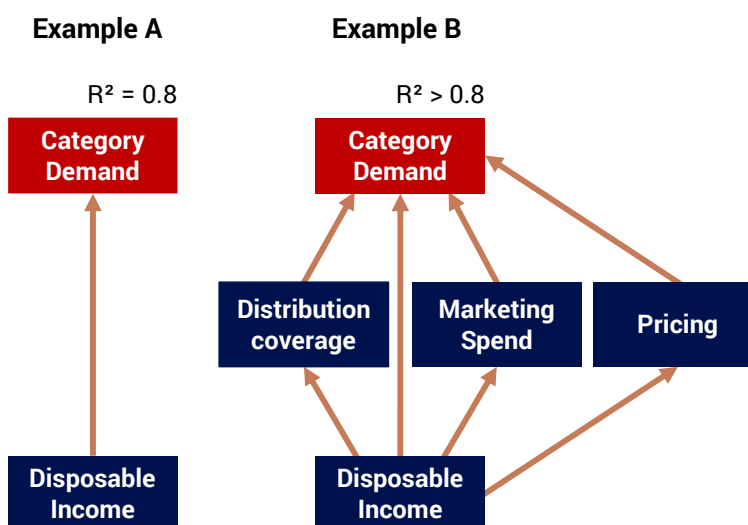 Example A
R² = 0.8
Category
Demand
Disposable
Income
Example B
R² > 0.8
Category
Demand
Distribution
coverage
Marketing
Spend
Pricing
Disposable
Income